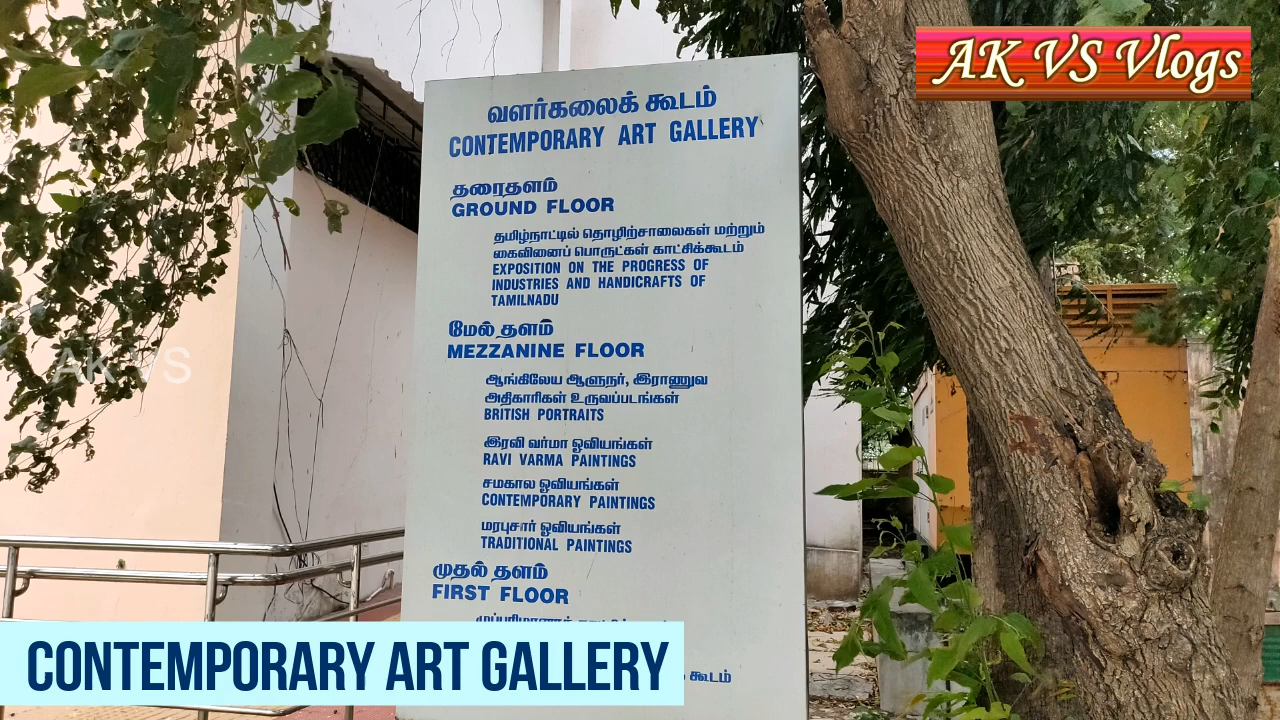 AK VS Vlogs
வளர்கலைக் கூடம்
CONTEMPORARY ART GALLERY
தரைதளம்
GROUND FLOOR
தமிழ்நாட்டில் தொழிற்சாலைகள் மற்றும்
கைவினைப் பொருட்கள் காட்சிக்கூடம்
EXPOSITION ON THE PROGRESS OF
INDUSTRIES AND HANDICRAFTS OF
TAMILNADU
மேல் தளம்
MEZZANINE FLOOR
ஆங்கிலேய ஆளுநர், இராணுவ
அதிகாரிகள் உருவப்படங்கள்
BRITISH PORTRAITS
இரவி வர்மா ஓவியங்கள்
RAVI VARMA PAINTINGS
சமகால ஓவியங்கள்
CONTEMPORARY PAINTINGS
மரபுசார் ஓவியங்கள்
TRADITIONAL PAINTINGS
முதல் தளம்
FIRST FLOOR
கூடம்
AK VS
CONTEMPORARY ART GALLERY